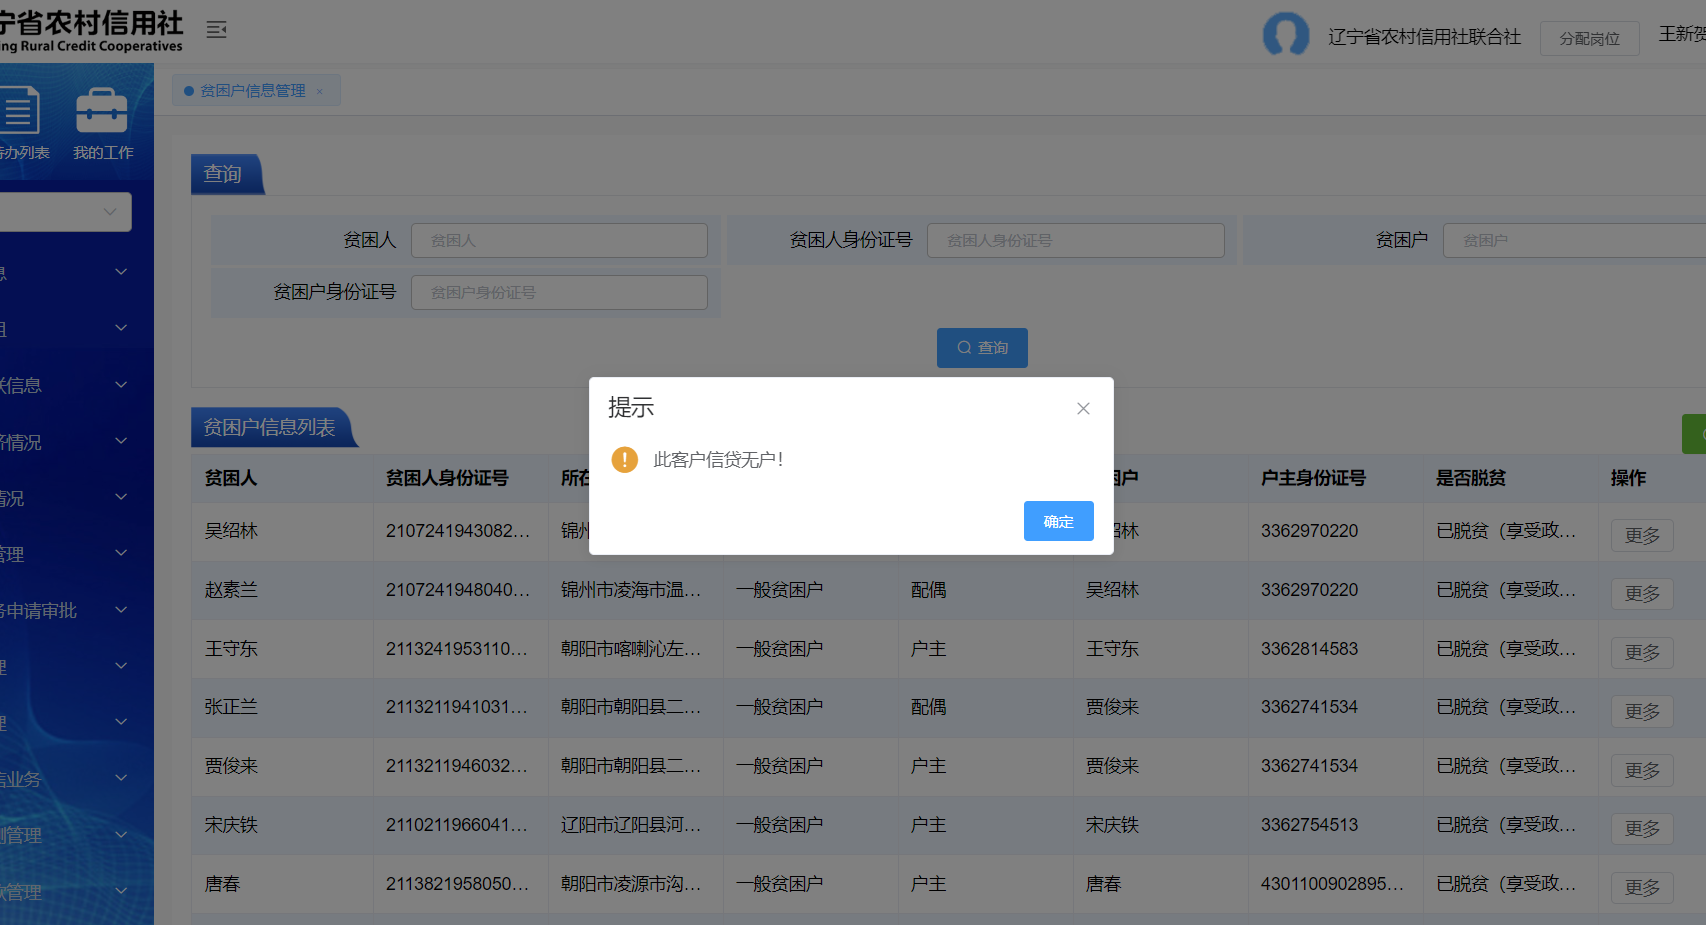 宁省农村信用社
ing Rural Credit Cooperatives
辽宁省农村信用社联合社
分配岗位
王新贺
待办列表
我的工作
贫困户信息管理 ×
查询
贫困人 贫困人
贫困人身份证号 贫困人身份证号
贫困户 贫困户
贫困户身份证号 贫困户身份证号
查询
息
组
联信息
济情况
情况
管理
务申请审批
理
理
信业务
测管理
款管理
提示
此客户信贷无户!
确定
贫困户信息列表
贫困人 贫困人身份证号 所在 困户 户主身份证号 是否脱贫 操作
吴绍林 2107241943082... 锦州 绍林 3362970220 已脱贫（享受政... 更多
赵素兰 2107241948040... 锦州市凌海市温... 一般贫困户 配偶 吴绍林 3362970220 已脱贫（享受政... 更多
王守东 2113241953110... 朝阳市喀喇沁左... 一般贫困户 户主 王守东 3362814583 已脱贫（享受政... 更多
张正兰 2113211941031... 朝阳市朝阳县二... 一般贫困户 配偶 贾俊来 3362741534 已脱贫（享受政... 更多
贾俊来 2113211946032... 朝阳市朝阳县二... 一般贫困户 户主 贾俊来 3362741534 已脱贫（享受政... 更多
宋庆铁 2110211966041... 辽阳市辽阳县河... 一般贫困户 户主 宋庆铁 3362754513 已脱贫（享受政... 更多
唐春 2113821958050... 朝阳市凌源市沟... 一般贫困户 户主 唐春 4301100902895... 已脱贫（享受政... 更多